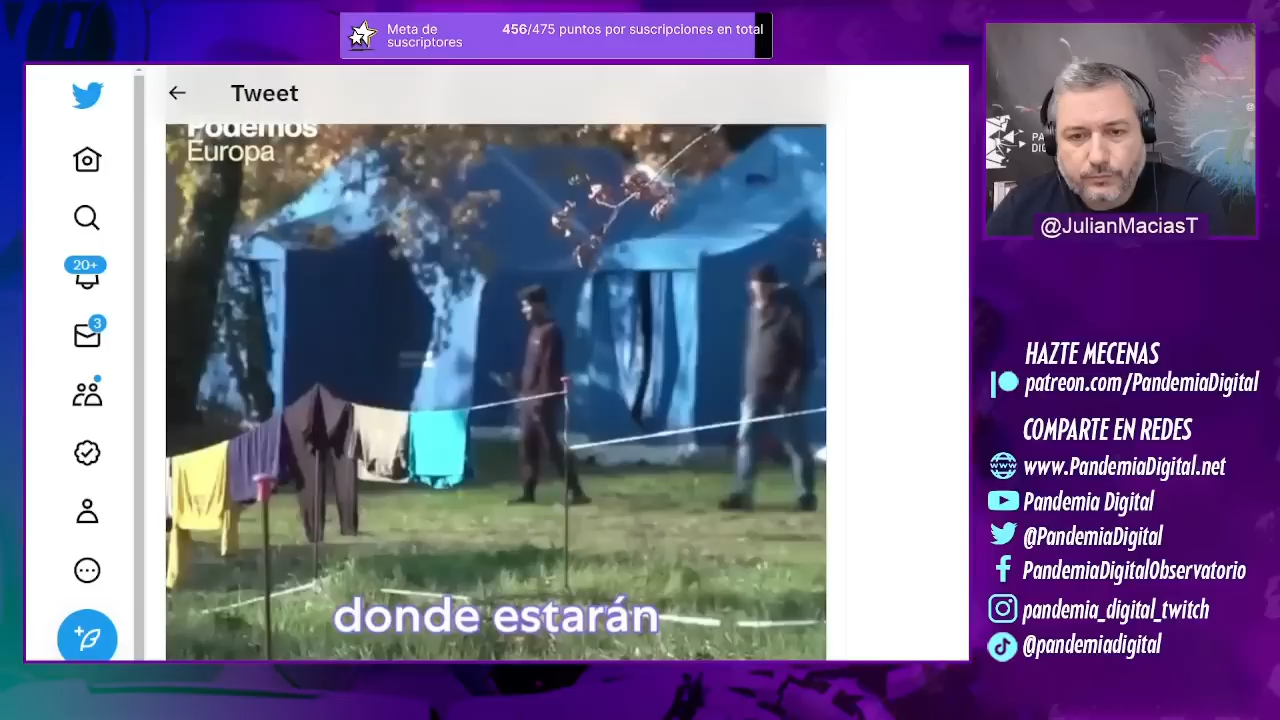 Meta de
suscriptores
456/475 puntos por suscripciones en total
Tweet
Podemos
Europa
20+
3
donde estarán
@JulianMaciasT
HAZTE MECENAS
patreon.com/PandemiaDigital
COMPARTE EN REDES
www.PandemiaDigital.net
Pandemia Digital
@PandemiaDigital
PandemiaDigitalObservatorio
pandemia_digital_twitch
@pandemiadigital